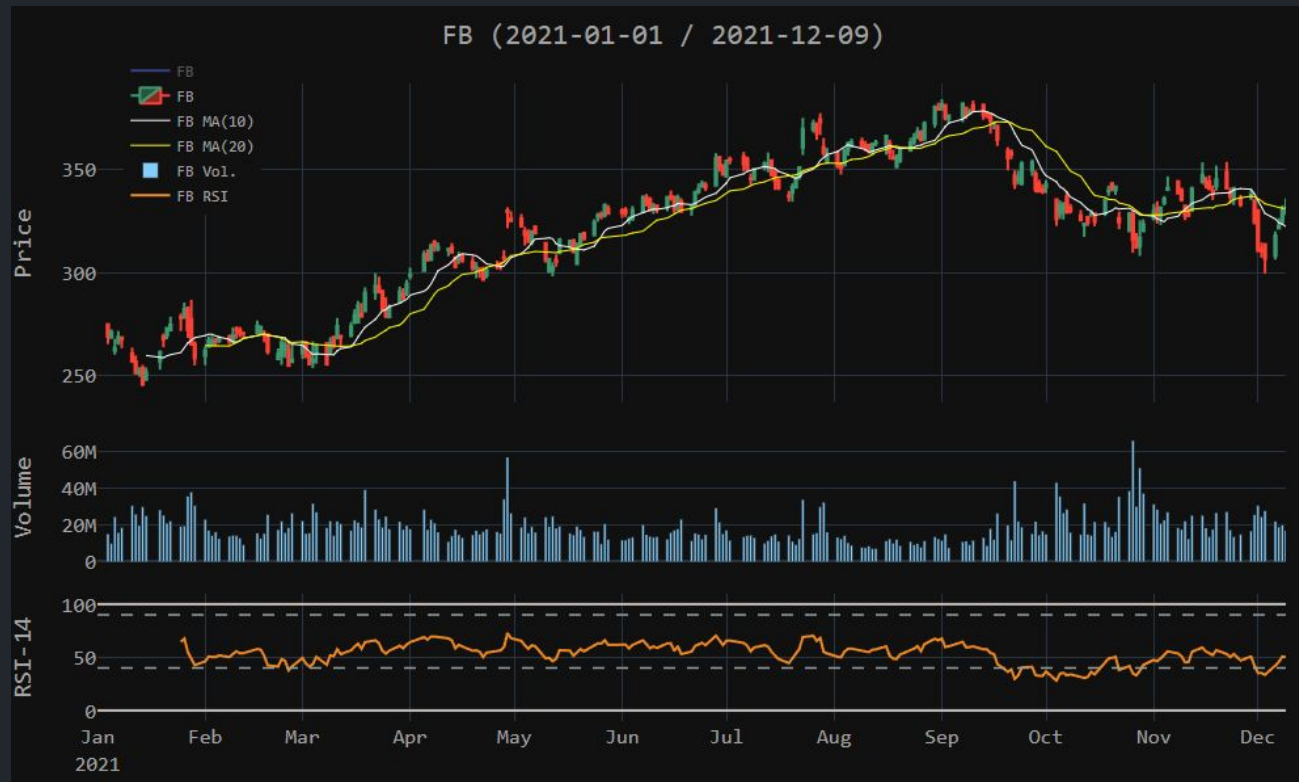 FB (2021-01-01 / 2021-12-09)
FB
FB
FB MA(10)
FB MA(20)
FB Vol.
FB RSI
Price
350
300
250
Volume
60M
40M
20M
0
RSI-14
100
50
0
Jan Feb Mar Apr May Jun Jul Aug Sep Oct Nov Dec
2021